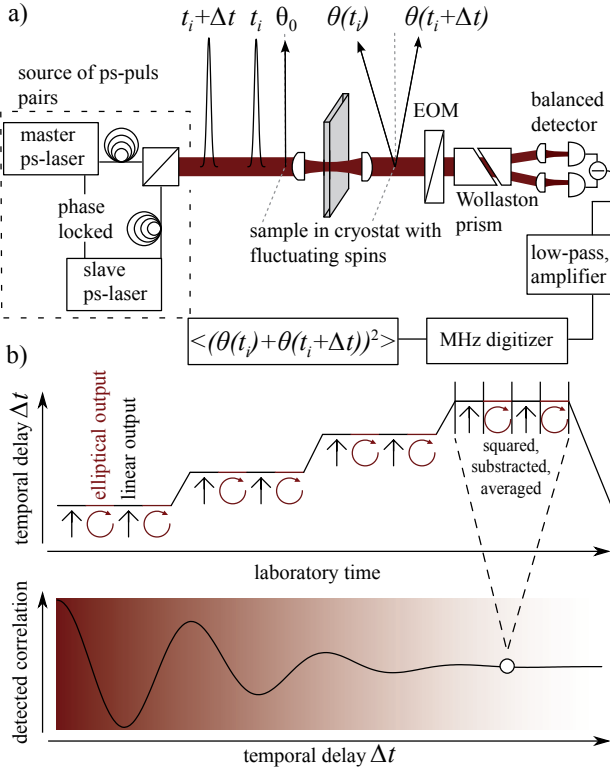 a)
t_i+Δt
t_i
θ_0
θ(t_i)
θ(t_i+Δt)
source of ps-puls
pairs
master
ps-laser
phase
locked
slave
ps-laser
EOM
balanced
detector
Wollaston
prism
sample in cryostat with
fluctuating spins
low-pass,
amplifier
<(θ(t_i)+θ(t_i+Δt))²>
MHz digitizer
b)
temporal delay Δt
elliptical output
linear output
squared,
substracted,
averaged
laboratory time
detected correlation
temporal delay Δt